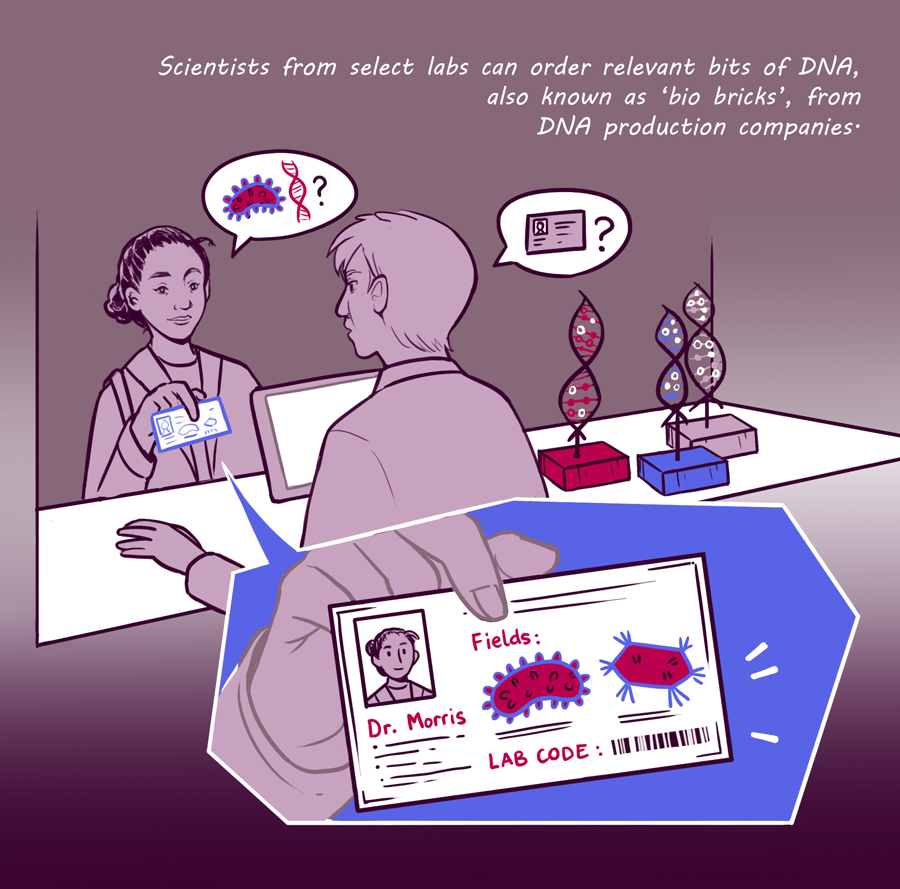 Scientists from select labs can order relevant bits of DNA,
also known as ‘bio bricks’, from
DNA production companies.
?
?
Fields:
Dr. Morris
LAB CODE: